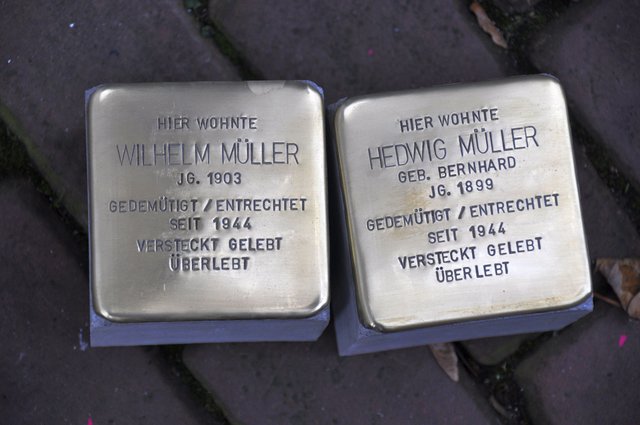 HIER WOHNTE
WILHELM MÜLLER
JG. 1903
GEDEMÜTIGT / ENTRECHTET
SEIT 1944
VERSTECKT GELEBT
ÜBERLEBT
HIER WOHNTE
HEDWIG MÜLLER
GEB. BERNHARD
JG. 1899
GEDEMÜTIGT / ENTRECHTET
SEIT 1944
VERSTECKT GELEBT
ÜBERLEBT